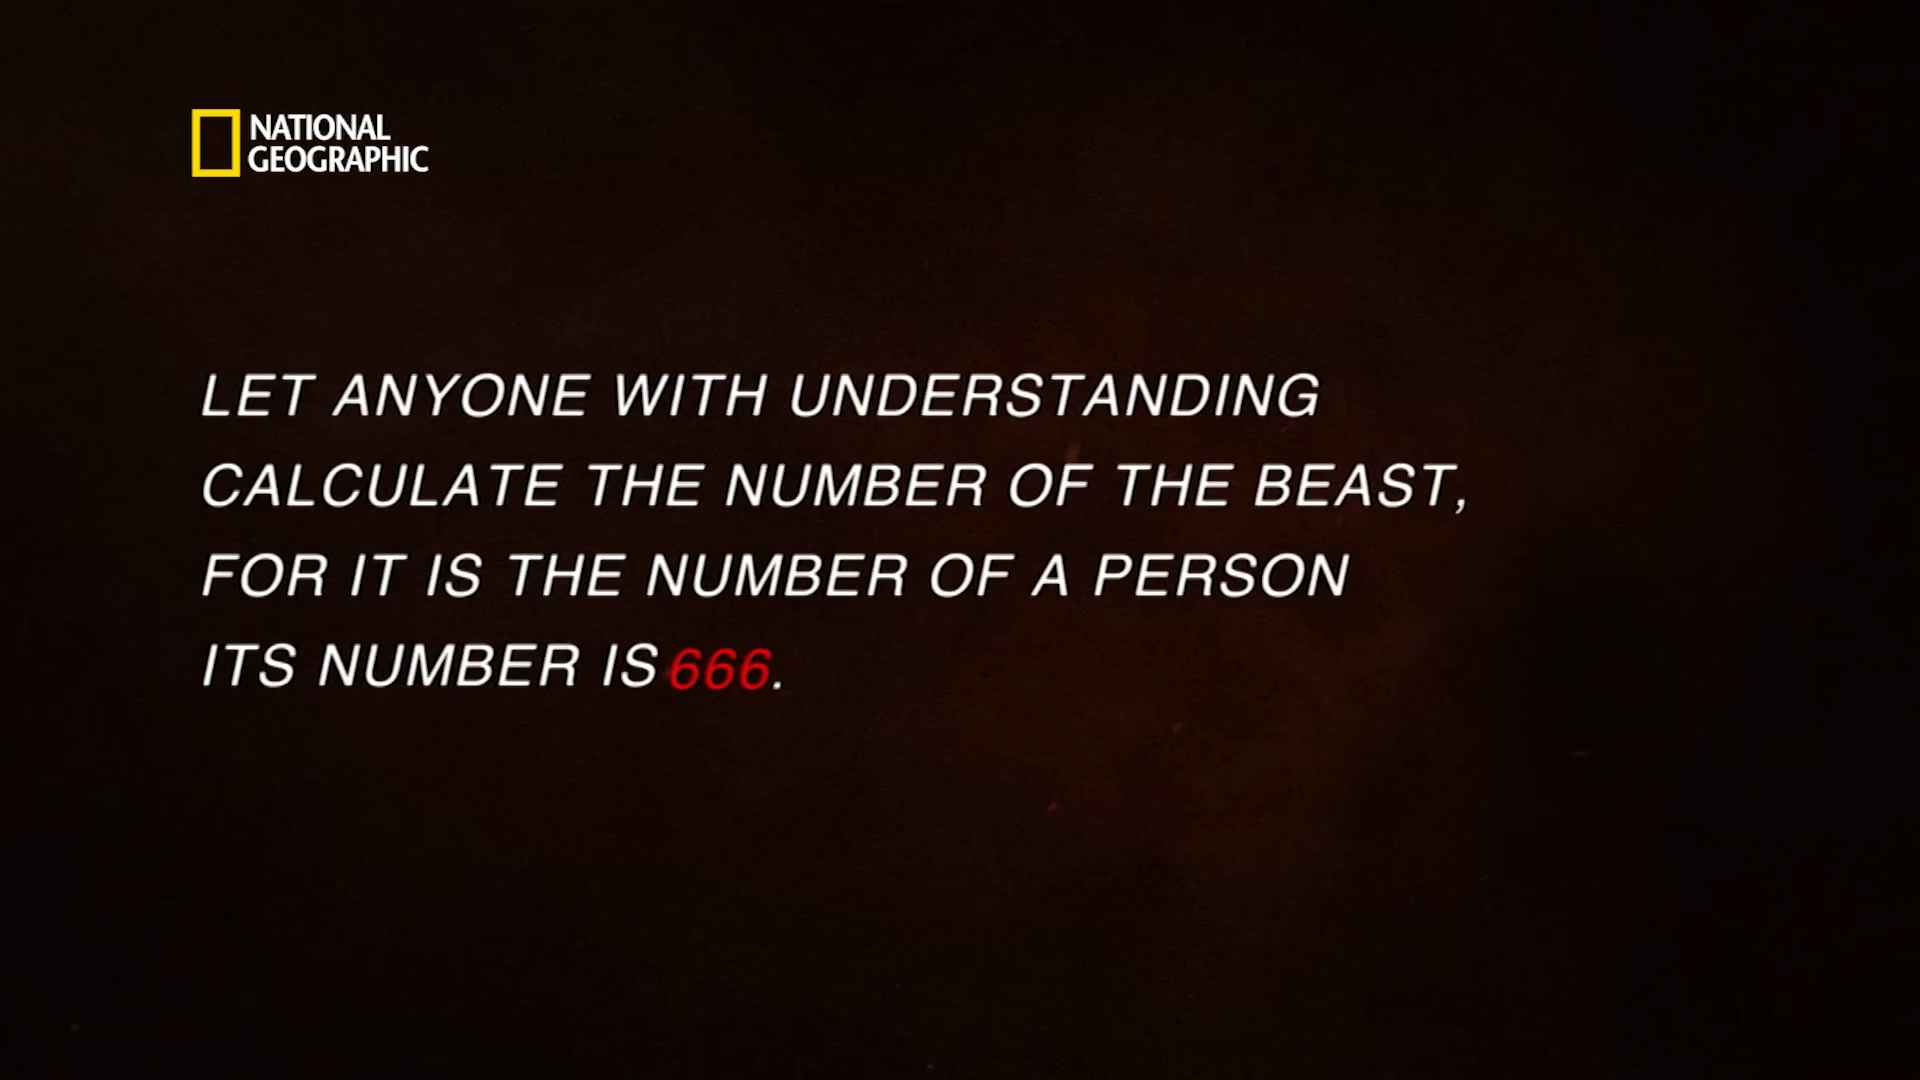 NATIONAL
GEOGRAPHIC
LET ANYONE WITH UNDERSTANDING
CALCULATE THE NUMBER OF THE BEAST,
FOR IT IS THE NUMBER OF A PERSON
ITS NUMBER IS 666.